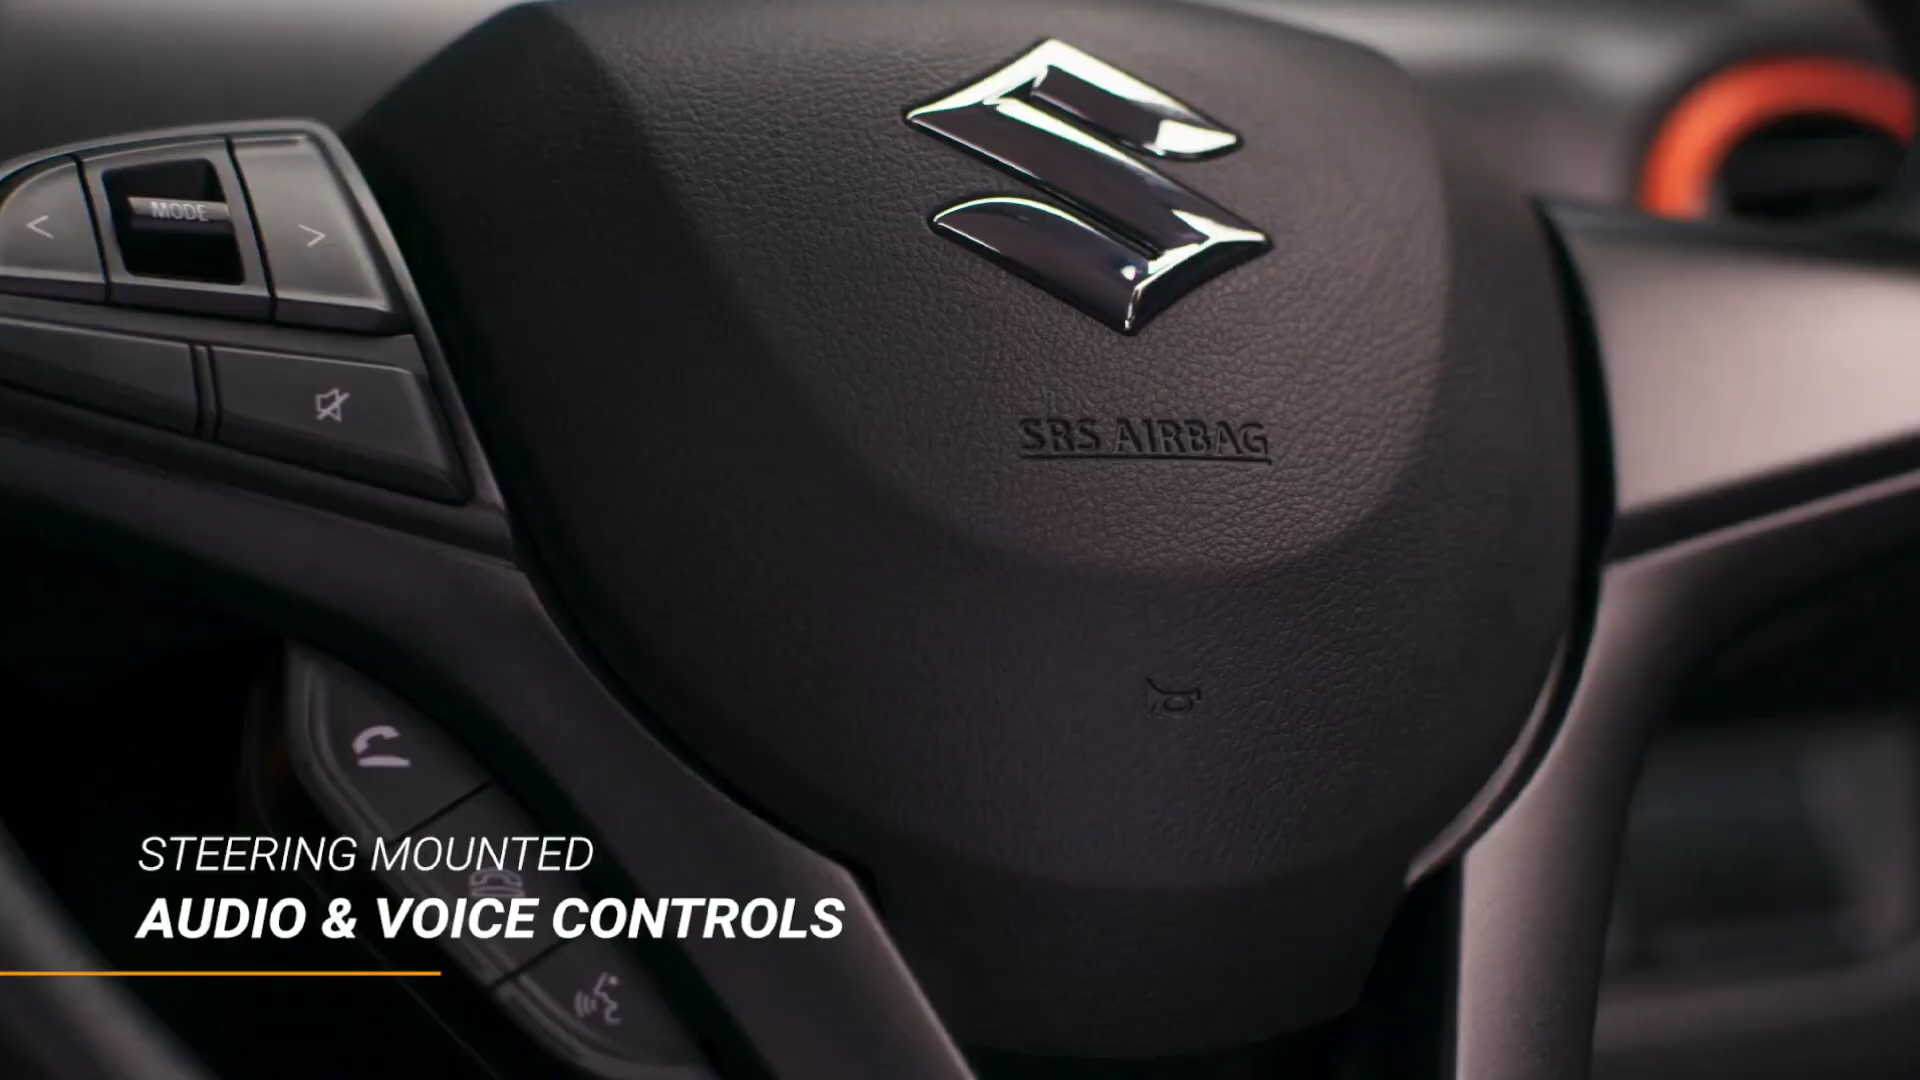 < MODE >
SRS AIRBAG
STEERING MOUNTED
AUDIO & VOICE CONTROLS